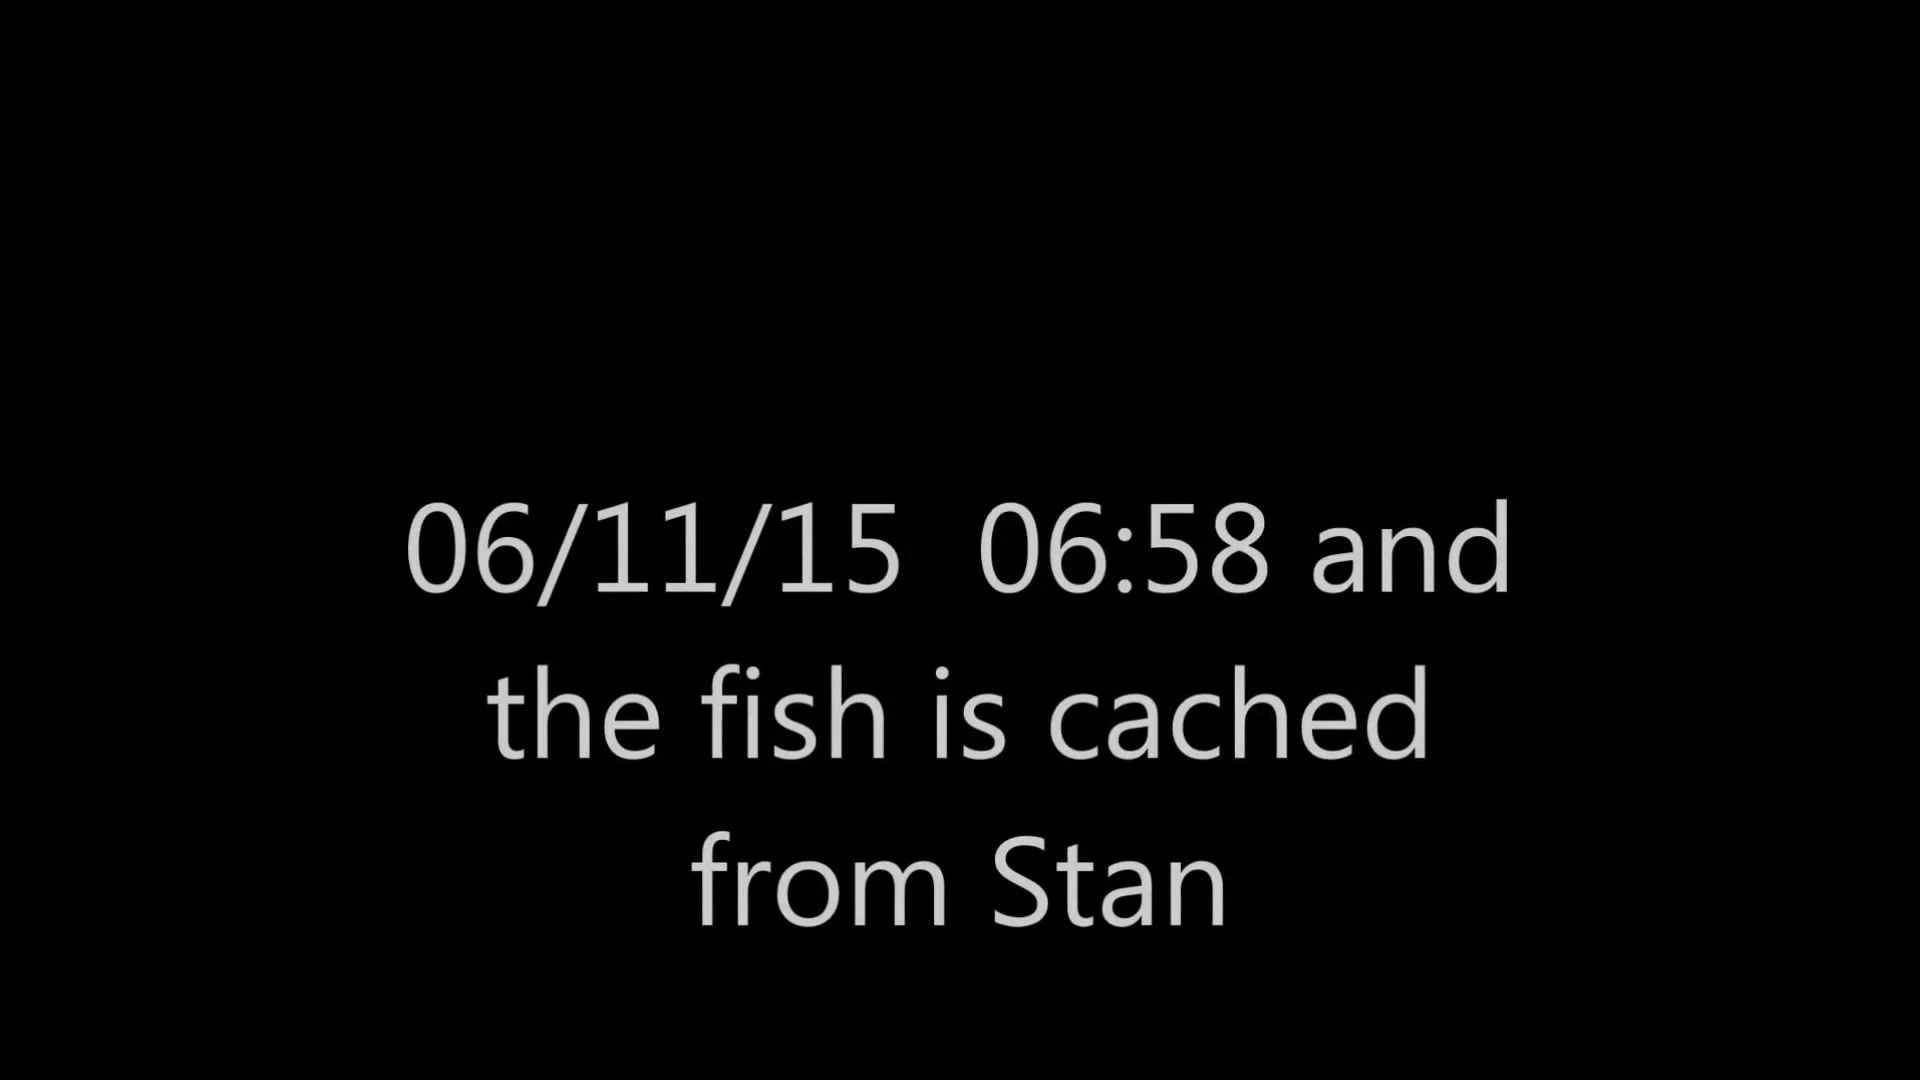 06/11/15  06:58 and
the fish is cached
from Stan